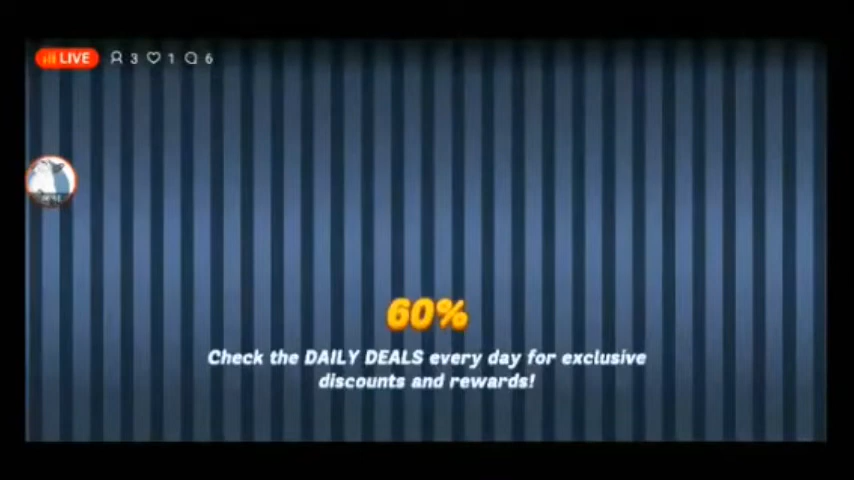 LIVE 3 1 6
60%
Check the DAILY DEALS every day for exclusive
discounts and rewards!